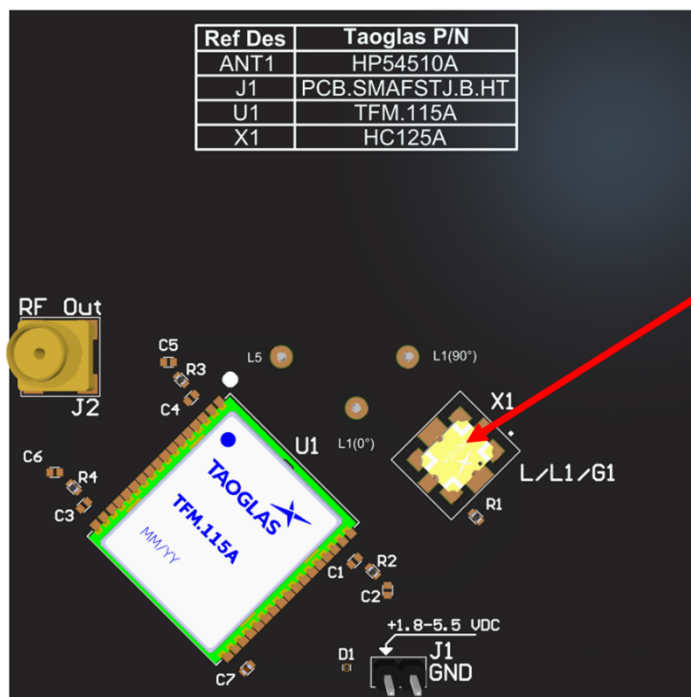 Ref Des Taoglas P/N
ANT1 HP54510A
J1 PCB.SMAFSTJ.B.HT
U1 TFM.115A
X1 HC125A
RF Out
J2
C5
R3
C4
L5
L1(90°)
L1(0°)
X1
U1
L/L1/G1
C6
R4
C3
TAOGLAS
TFM.115A
MM/YY
R1
C1
R2
C2
+1.8-5.5 VDC
D1
J1
GND
C7